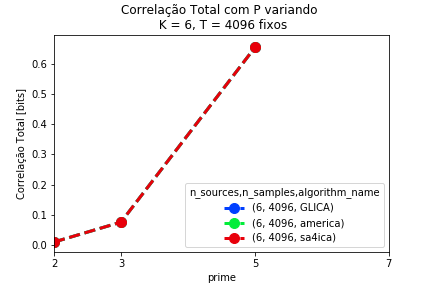 Correlação Total com P variando
K = 6, T = 4096 fixos
Correlação Total [bits]
0.6
0.5
0.4
0.3
0.2
0.1
0.0
n_sources,n_samples,algorithm_name
(6, 4096, GLICA)
(6, 4096, america)
(6, 4096, sa4ica)
2
3
5
7
prime